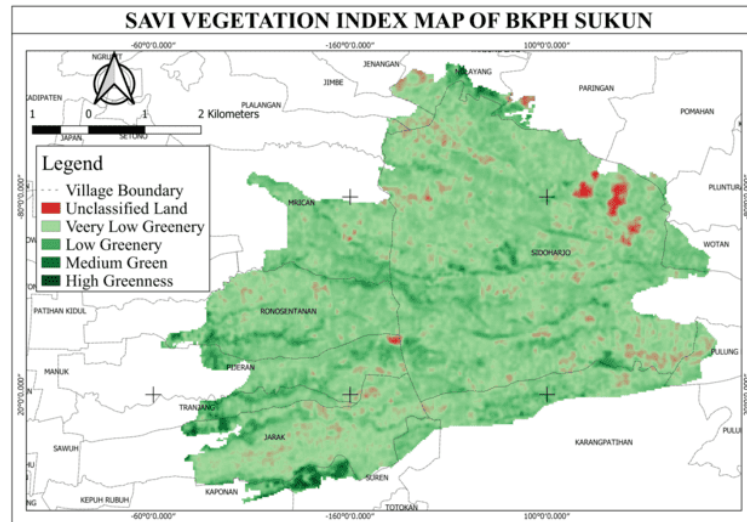 SAVI VEGETATION INDEX MAP OF BKPH SUKUN
-60°0'0.000" -160°0'0.000" 100°0'0.000"
JENANGAN
JIMBE
PARINGAN
KADIPATEN
PLALANGAN
POMAHAN
1 0 1 2 Kilometers
JAPAN
SETONO
Legend
Village Boundary
Unclassified Land
Veery Low Greenery
Low Greenery
Medium Green
High Greenness
-80°0'0.000"
MRICAN
WOTAN
SIDOHARJO
PATIHAN KIDUL
RONOSENTANAN
PULUNG
MANUK
PIJERAN
20°0'0.000"
TRANJANG
JARAK
KARANGPATIHAN
SAWUH
SUREN
KAPONAN
KEPUH RUBUH
TOTOKAN
-60°0'0.000" -160°0'0.000" 100°0'0.000"